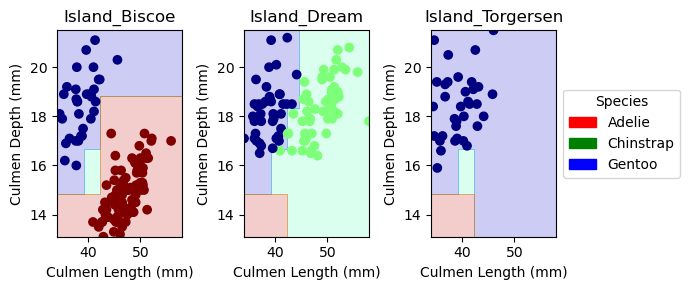 Island_Biscoe
Culmen Depth (mm)
20
18
16
14
40 50
Culmen Length (mm)
Island_Dream
Culmen Depth (mm)
20
18
16
14
40 50
Culmen Length (mm)
Island_Torgersen
Culmen Depth (mm)
20
18
16
14
40 50
Culmen Length (mm)
Species
Adelie
Chinstrap
Gentoo